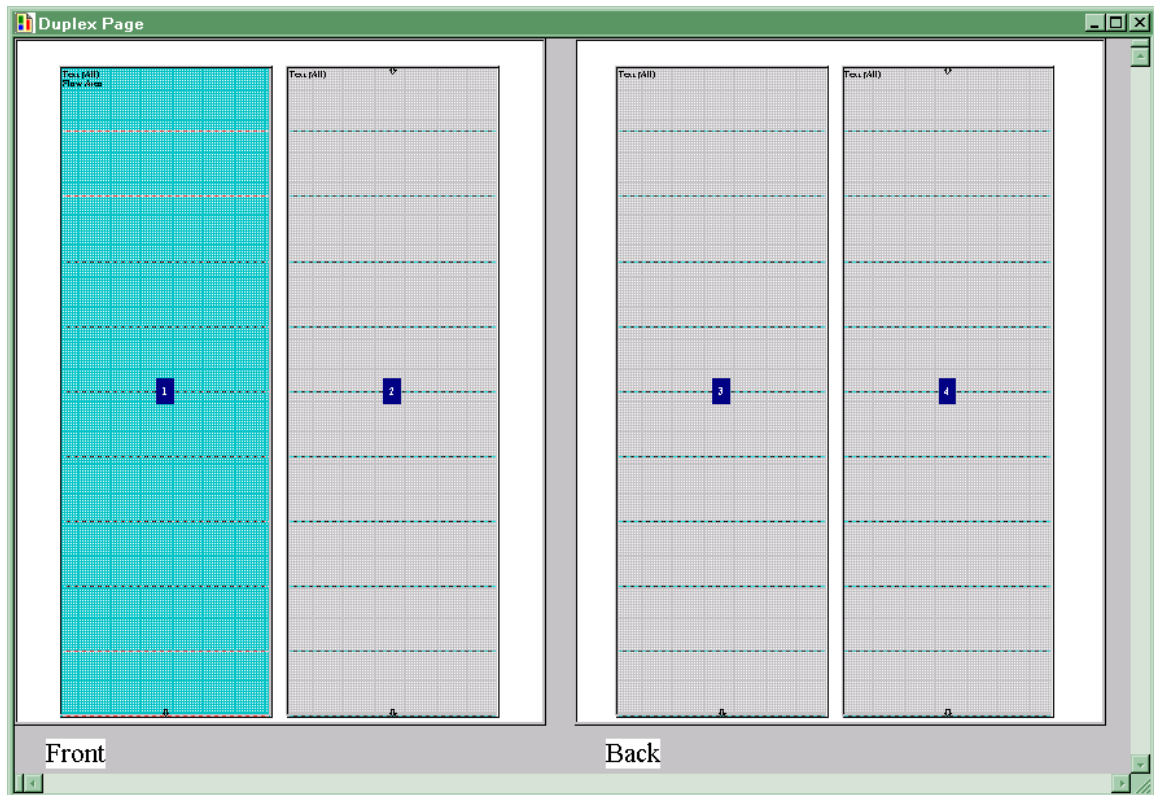 Duplex Page
Text (All)
Flow Area
Text (All)
Text (All)
Text (All)
1
2
3
4
Front
Back